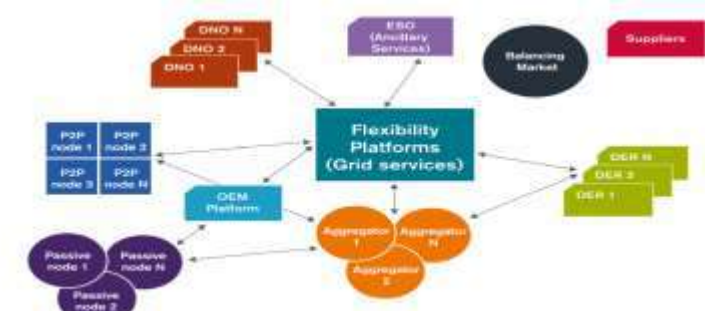 DNO N
DNO 2
DNO 1
ESO
(Ancillary
Services)
Balancing
Market
Suppliers
P2P
node 1
P2P
node 2
P2P
node 3
P2P
node N
Flexibility
Platforms
(Grid services)
DER N
DER 2
DER 1
OEM
Platform
Aggregator
1
Aggregator
N
Aggregator
2
Passive
node 1
Passive
node N
Passive
node 2